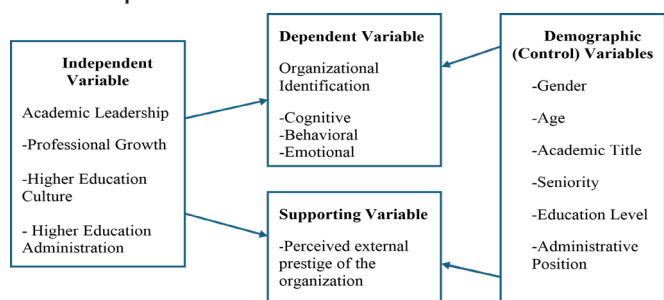 Independent
Variable
Academic Leadership
-Professional Growth
-Higher Education
Culture
- Higher Education
Administration
Dependent Variable
Organizational
Identification
-Cognitive
-Behavioral
-Emotional
Supporting Variable
-Perceived external
prestige of the
organization
Demographic
(Control) Variables
-Gender
-Age
-Academic Title
-Seniority
-Education Level
-Administrative
Position